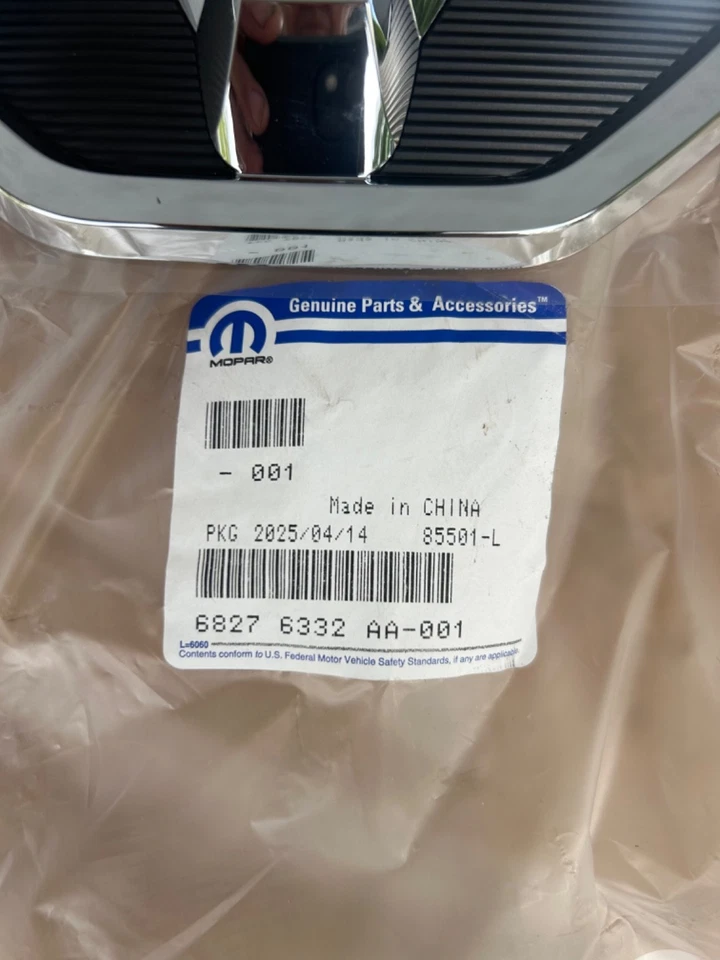 Genuine Parts & Accessories™
MOPAR®
- 001
Made in CHINA
PKG 2025/04/14 85501-L
6827 6332 AA-001
L=6060
Contents conform to U.S. Federal Motor Vehicle Safety Standards, if any are applicable.